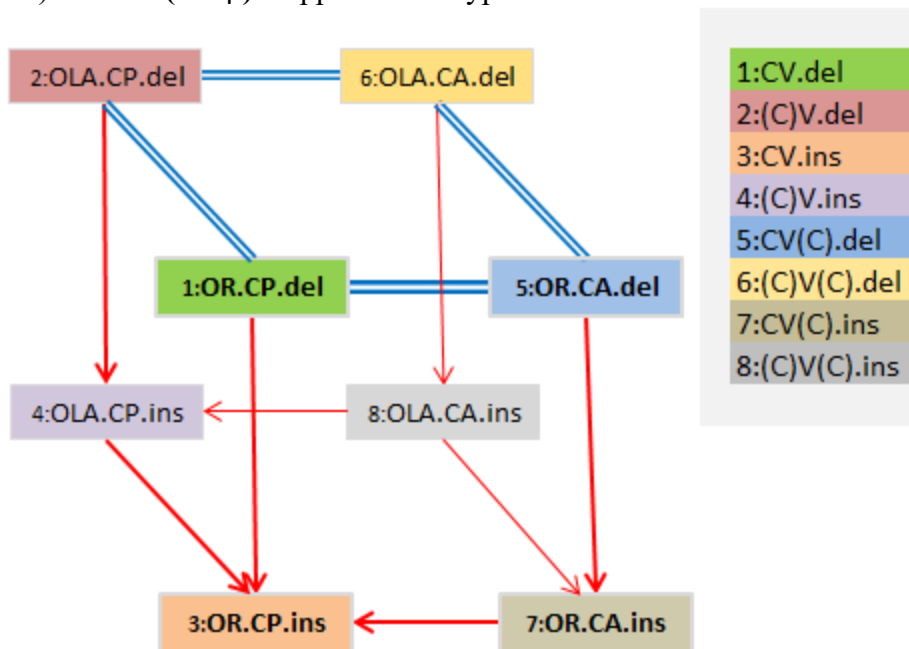 2:OLA.CP.del
6:OLA.CA.del
1:OR.CP.del
5:OR.CA.del
4:OLA.CP.ins
8:OLA.CA.ins
3:OR.CP.ins
7:OR.CA.ins
1:CV.del
2:(C)V.del
3:CV.ins
4:(C)V.ins
5:CV(C).del
6:(C)V(C).del
7:CV(C).ins
8:(C)V(C).ins